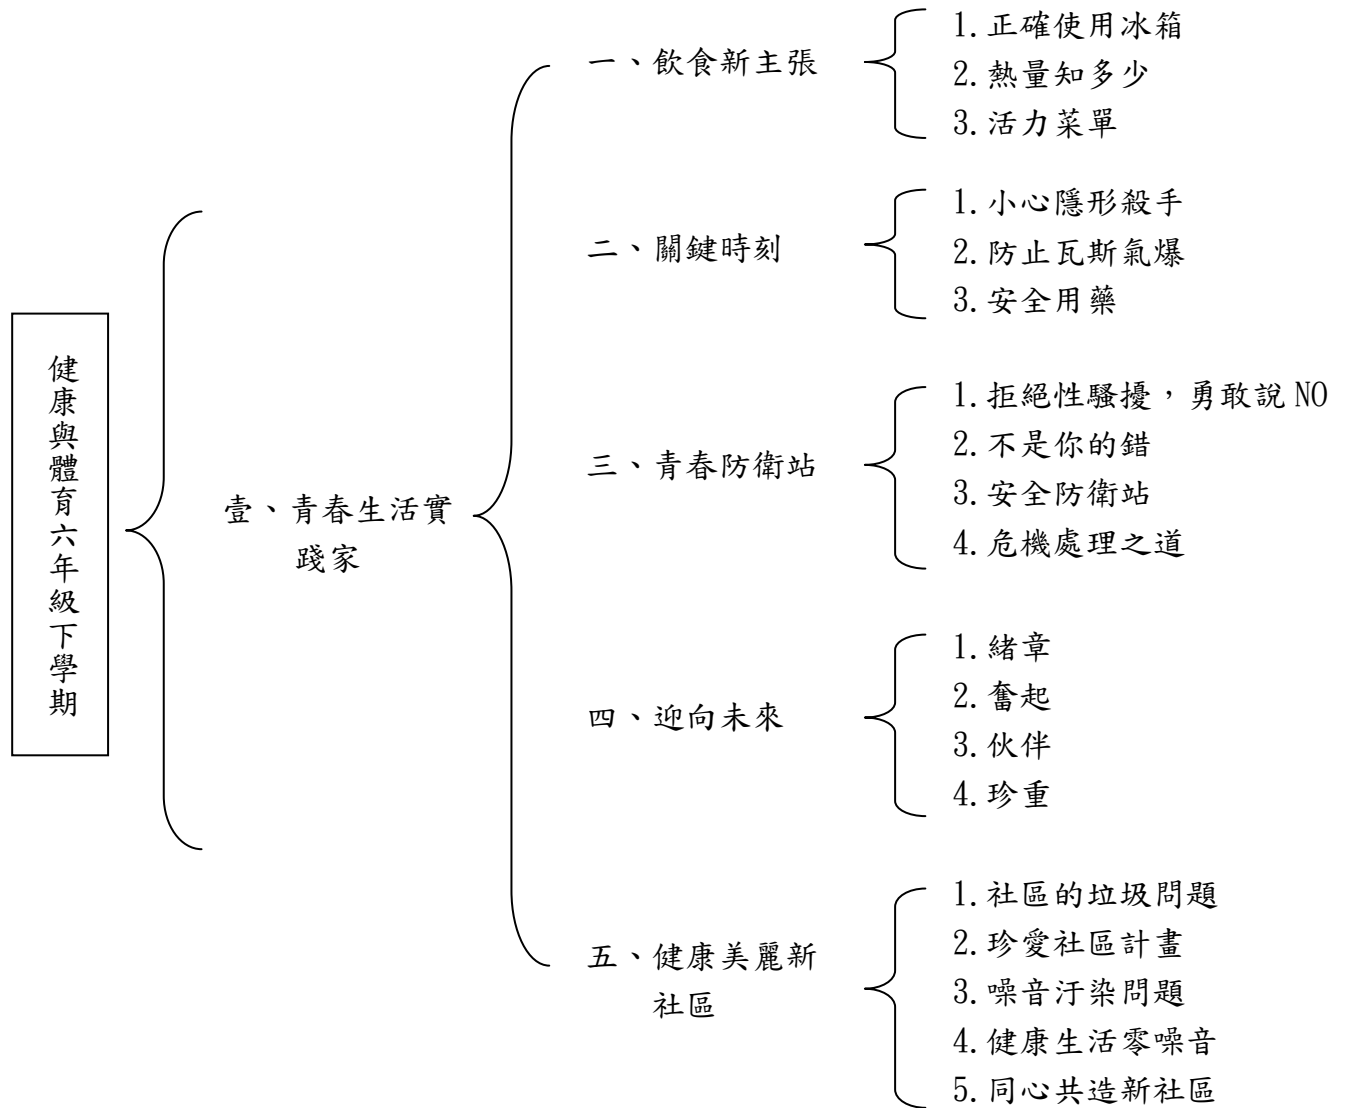 健康與體育六年級下學期
壹、青春生活實
踐家
一、飲食新主張
1.正確使用冰箱
2.熱量知多少
3.活力菜單
二、關鍵時刻
1.小心隱形殺手
2.防止瓦斯氣爆
3.安全用藥
三、青春防衛站
1.拒絕性騷擾，勇敢說 NO
2.不是你的錯
3.安全防衛站
4.危機處理之道
四、迎向未來
1.緒章
2.奮起
3.伙伴
4.珍重
五、健康美麗新
社區
1.社區的垃圾問題
2.珍愛社區計畫
3.噪音汙染問題
4.健康生活零噪音
5.同心共造新社區